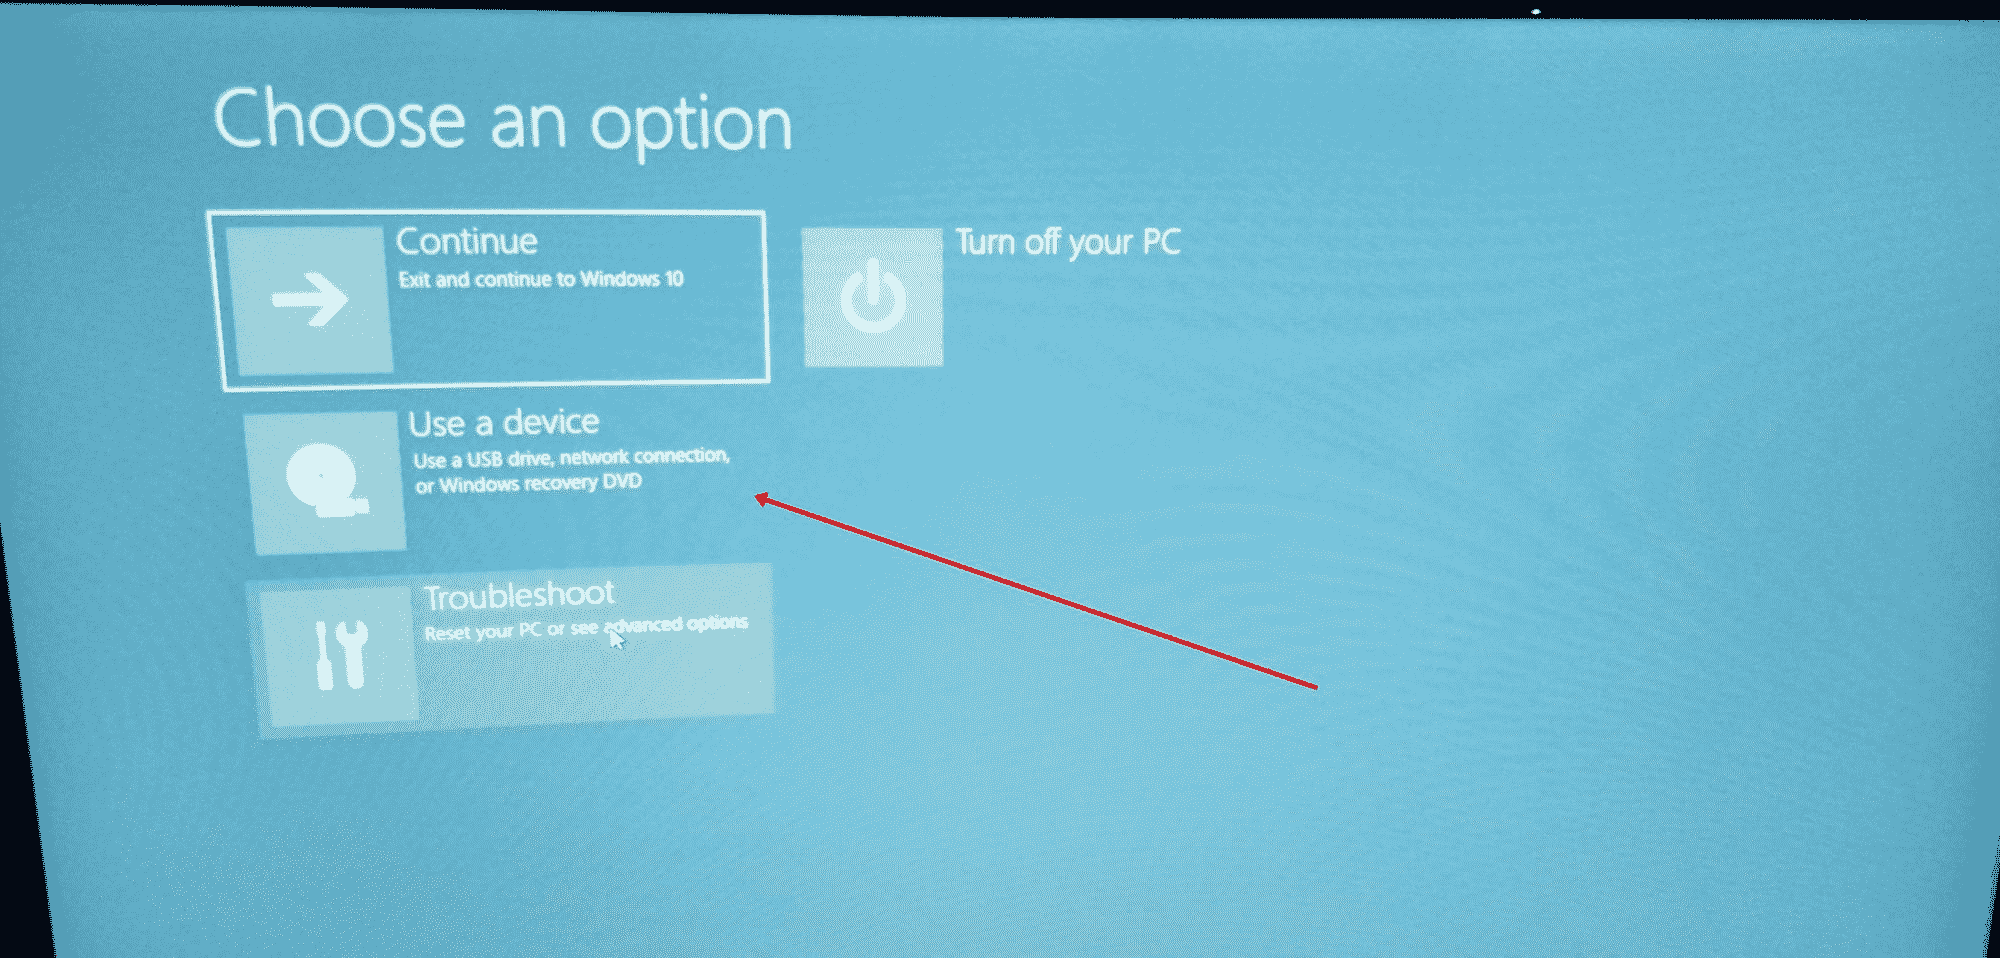 Choose an option
Continue
Exit and continue to Windows 10
Turn off your PC
Use a device
Use a USB drive, network connection,
or Windows recovery DVD
Troubleshoot
Reset your PC or see advanced options